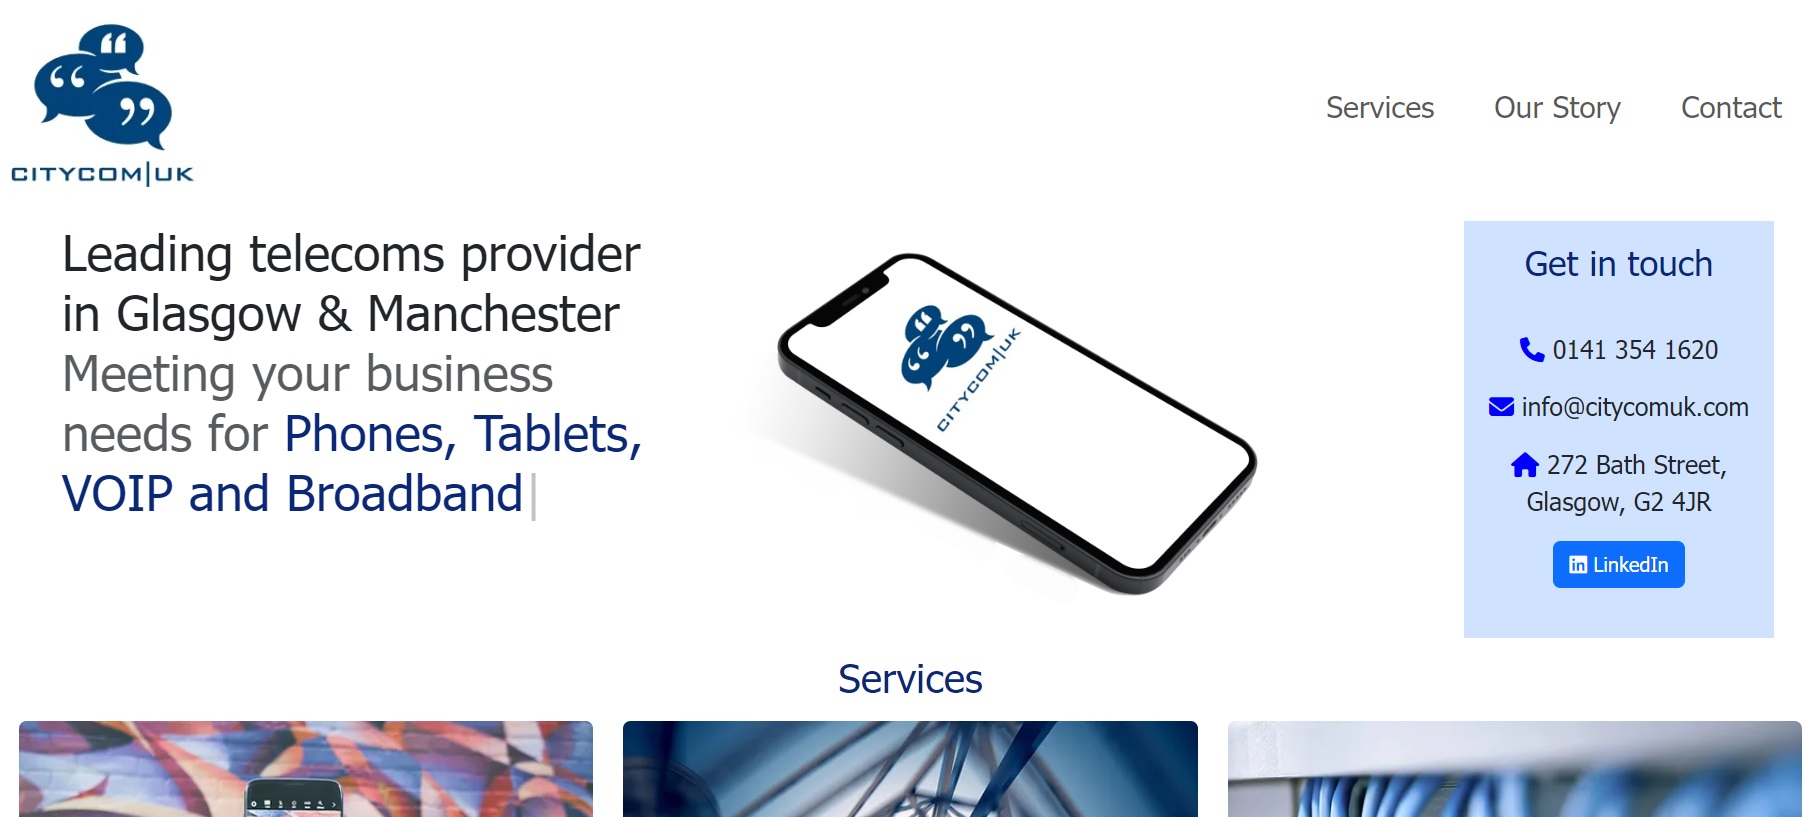 CITYCOM|UK
Services
Our Story
Contact
Leading telecoms provider
in Glasgow & Manchester
Meeting your business
needs for Phones, Tablets,
VOIP and Broadband|
CITYCOM|UK
Get in touch
0141 354 1620
info@citycomuk.com
272 Bath Street,
Glasgow, G2 4JR
LinkedIn
Services